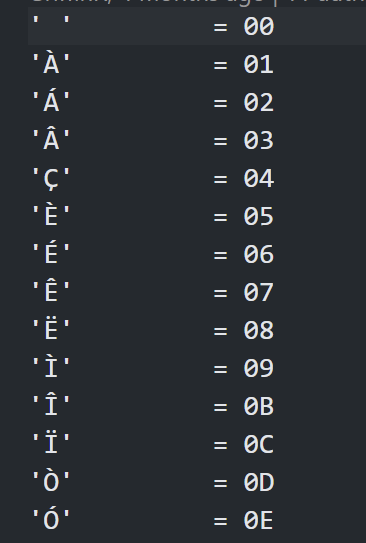 ' ' = 00
'À' = 01
'Á' = 02
'Â' = 03
'Ç' = 04
'È' = 05
'É' = 06
'Ê' = 07
'Ë' = 08
'Ì' = 09
'Î' = 0B
'Ï' = 0C
'Ò' = 0D
'Ó' = 0E